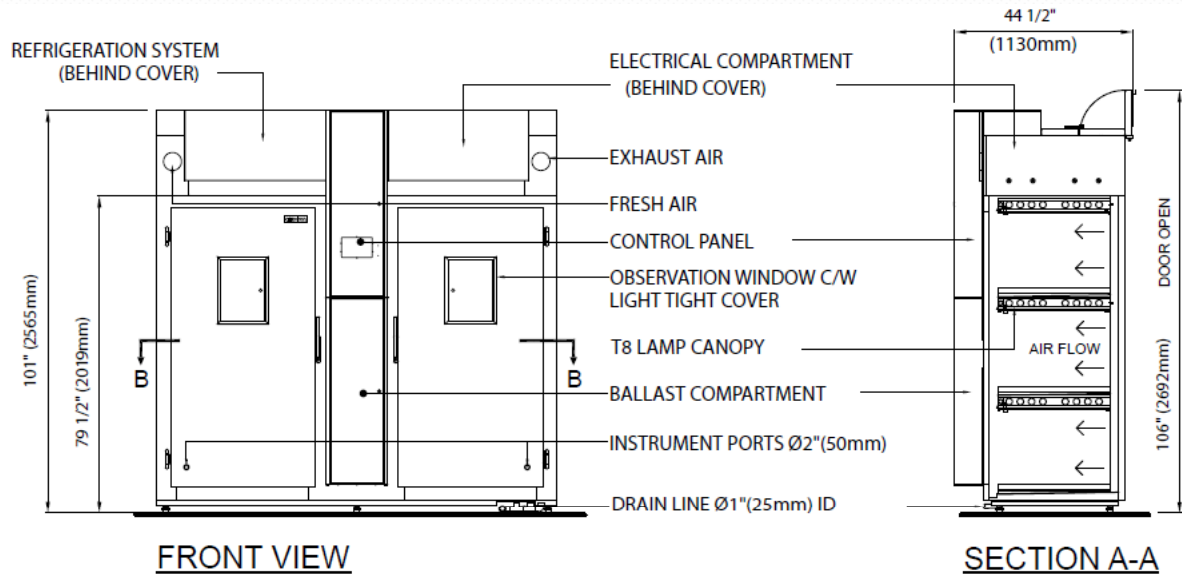 44 1/2"
(1130mm)
REFRIGERATION SYSTEM
(BEHIND COVER)
ELECTRICAL COMPARTMENT
(BEHIND COVER)
EXHAUST AIR
FRESH AIR
CONTROL PANEL
OBSERVATION WINDOW C/W
LIGHT TIGHT COVER
T8 LAMP CANOPY
BALLAST COMPARTMENT
INSTRUMENT PORTS Ø2"(50mm)
DRAIN LINE Ø1"(25mm) ID
101" (2565mm)
79 1/2" (2019mm)
B
B
AIR FLOW
DOOR OPEN
106" (2692mm)
FRONT VIEW
SECTION A-A